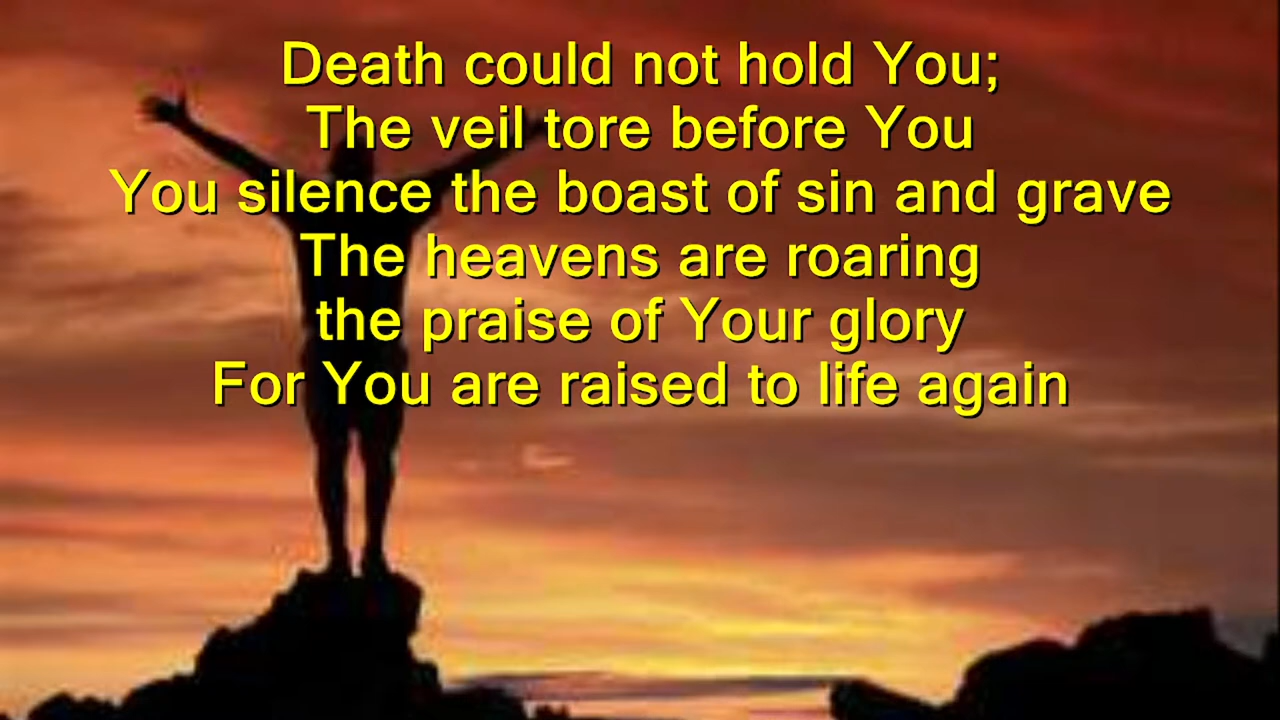 Death could not hold You;
The veil tore before You
You silence the boast of sin and grave
The heavens are roaring
the praise of Your glory
For You are raised to life again